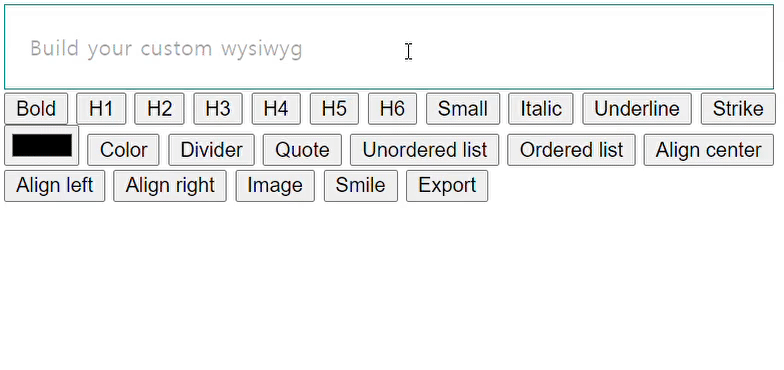 Build your custom wysiwyg
Bold H1 H2 H3 H4 H5 H6 Small Italic Underline Strike
Color Divider Quote Unordered list Ordered list Align center
Align left Align right Image Smile Export